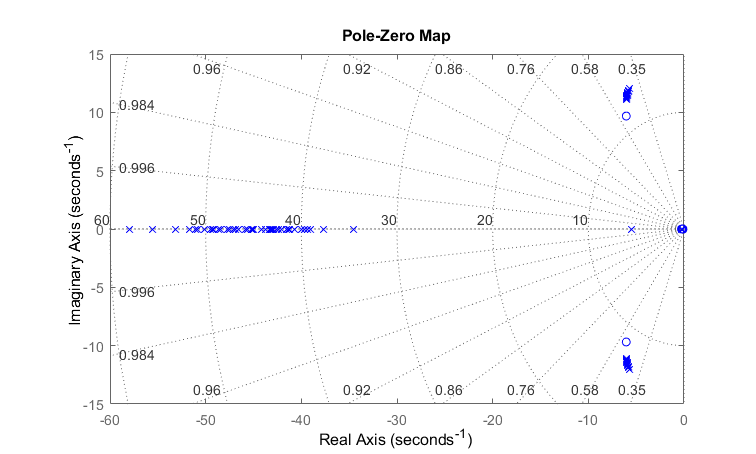 Pole-Zero Map
15
0.96 0.92 0.86 0.76 0.58 0.35
10 0.984
5 0.996
60 50 40 30 20 10
0
-5 0.996
-10 0.984
0.96 0.92 0.86 0.76 0.58 0.35
-15
-60 -50 -40 -30 -20 -10 0
Real Axis (seconds-1)
Imaginary Axis (seconds-1)